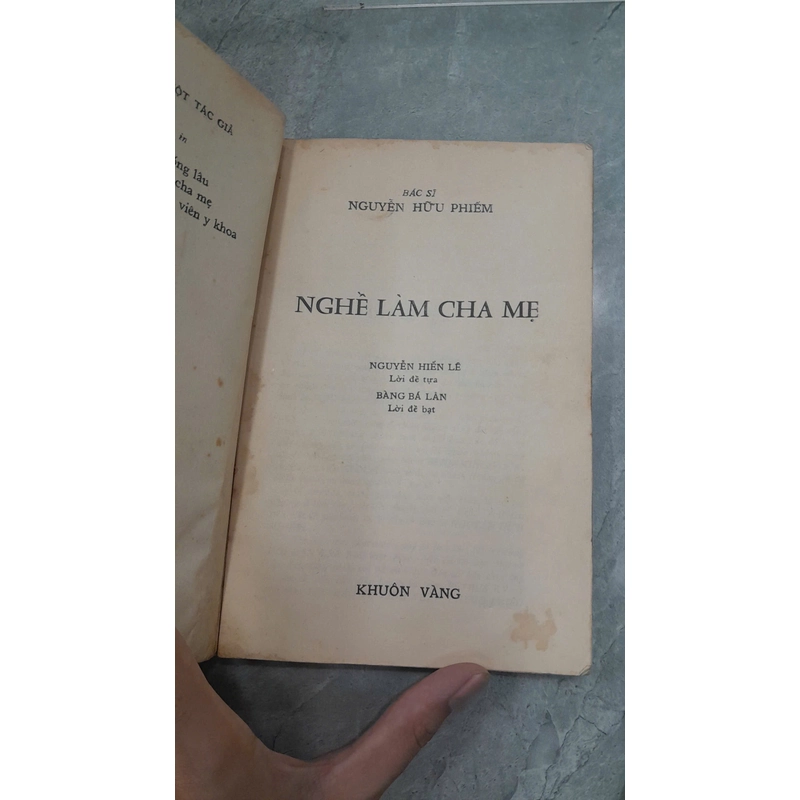 ỘT TÁC GIẢ
in
lâu
cha mẹ
viên y khoa
BÁC SĨ
NGUYỄN HỮU PHIẾM
NGHỀ LÀM CHA MẸ
NGUYỄN HIẾN LÊ
Lời đề tựa
BÀNG BÁ LÂN
Lời đề bạt
KHUÔN VÀNG